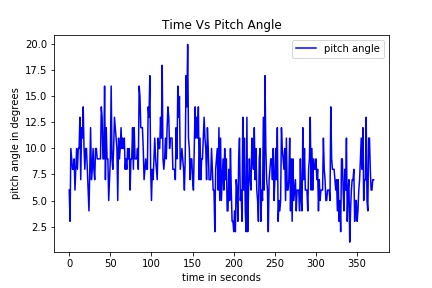 Time Vs Pitch Angle
pitch angle
pitch angle in degrees
20.0
17.5
15.0
12.5
10.0
7.5
5.0
2.5
0 50 100 150 200 250 300 350
time in seconds